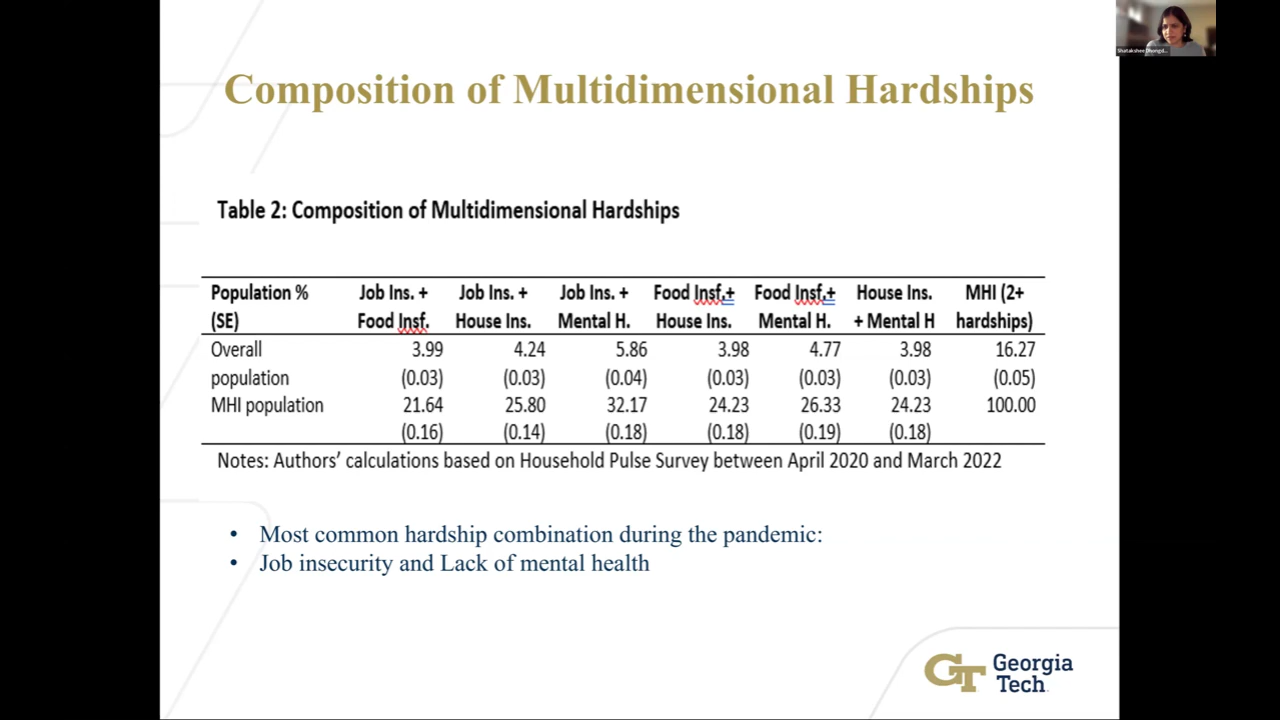 Shatakshee Dhongd...
Composition of Multidimensional Hardships
Table 2: Composition of Multidimensional Hardships
Population % (SE) Job Ins. + Food Insf. Job Ins. + House Ins. Job Ins. + Mental H. Food Insf.+ House Ins. Food Insf.+ Mental H. House Ins. + Mental H MHI (2+ hardships)
Overall population 3.99 4.24 5.86 3.98 4.77 3.98 16.27
(0.03) (0.03) (0.04) (0.03) (0.03) (0.03) (0.05)
MHI population 21.64 25.80 32.17 24.23 26.33 24.23 100.00
(0.16) (0.14) (0.18) (0.18) (0.19) (0.18)
Notes: Authors' calculations based on Household Pulse Survey between April 2020 and March 2022
• Most common hardship combination during the pandemic:
• Job insecurity and Lack of mental health
GT Georgia
Tech